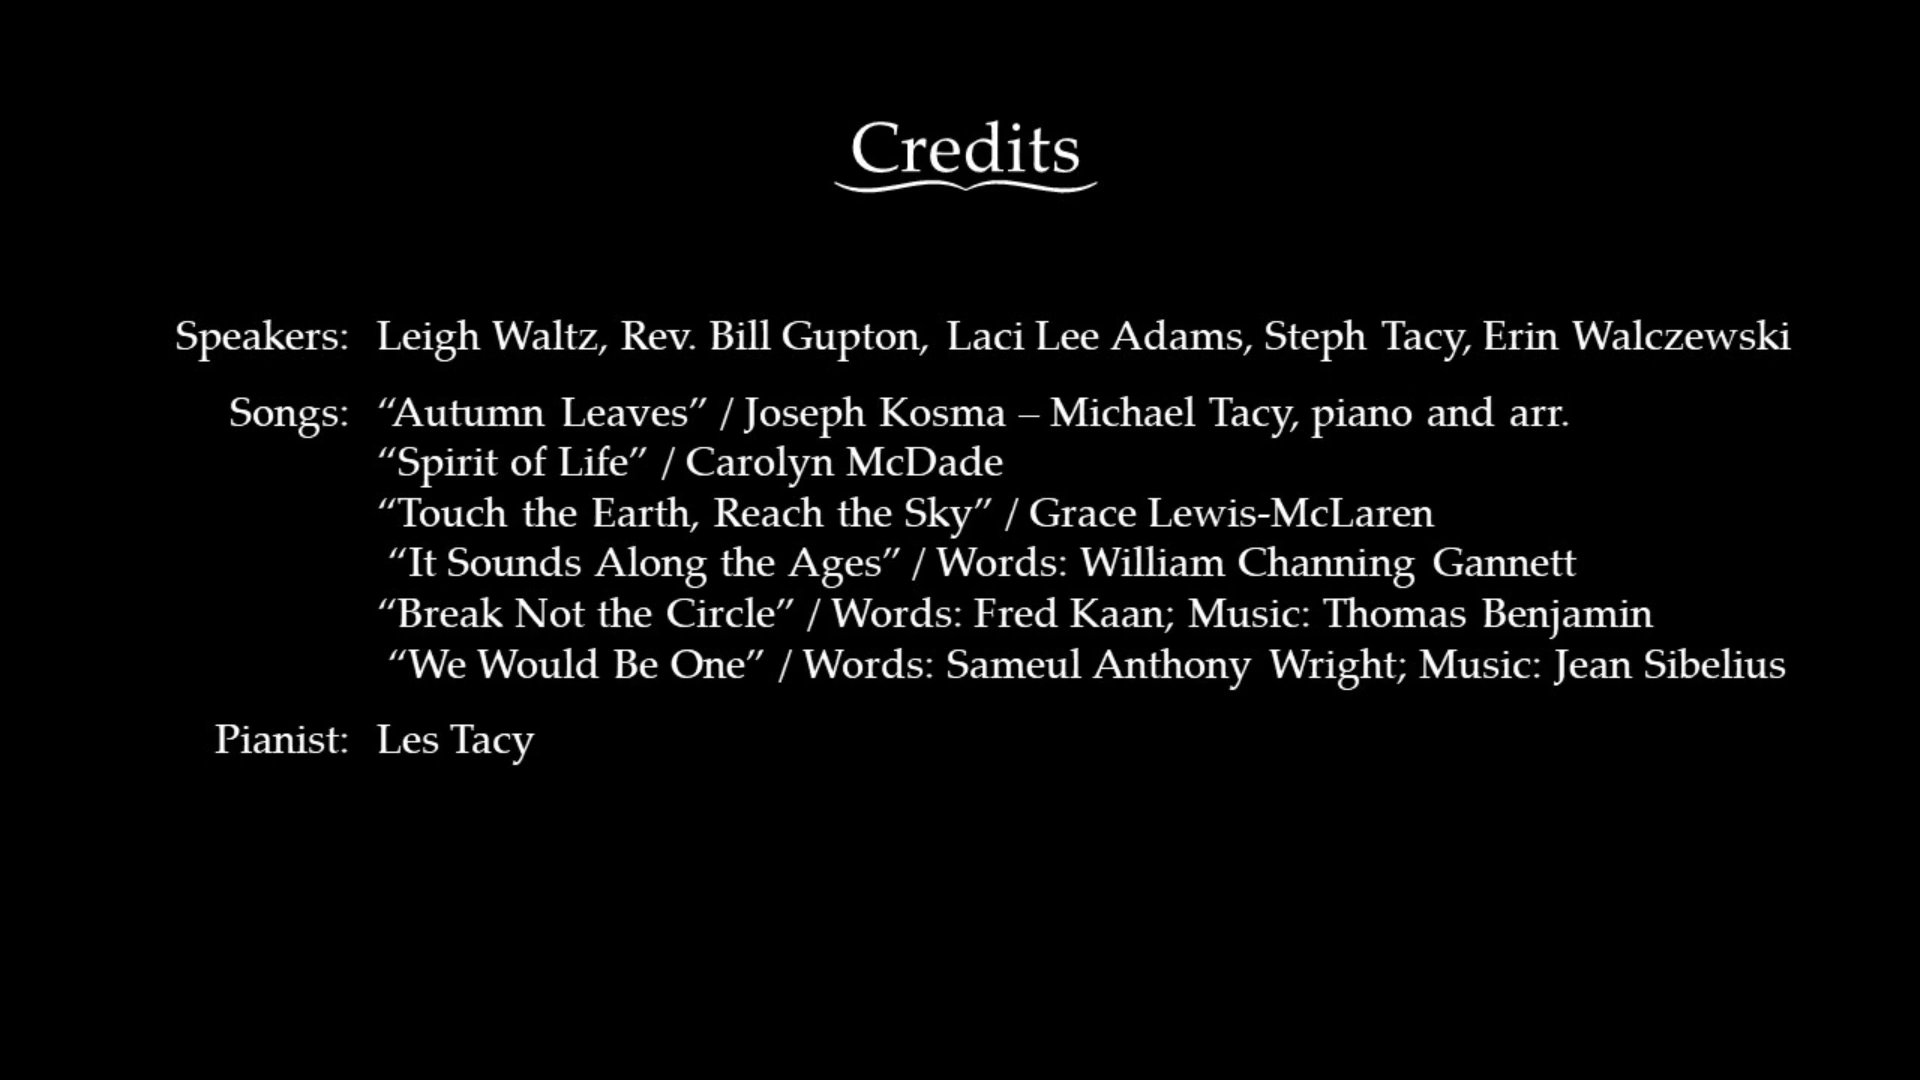 Credits
Speakers: Leigh Waltz, Rev. Bill Gupton, Laci Lee Adams, Steph Tacy, Erin Walczewski
Songs: “Autumn Leaves” / Joseph Kosma – Michael Tacy, piano and arr.
“Spirit of Life” / Carolyn McDade
“Touch the Earth, Reach the Sky” / Grace Lewis-McLaren
“It Sounds Along the Ages” / Words: William Channing Gannett
“Break Not the Circle” / Words: Fred Kaan; Music: Thomas Benjamin
“We Would Be One” / Words: Sameul Anthony Wright; Music: Jean Sibelius
Pianist: Les Tacy